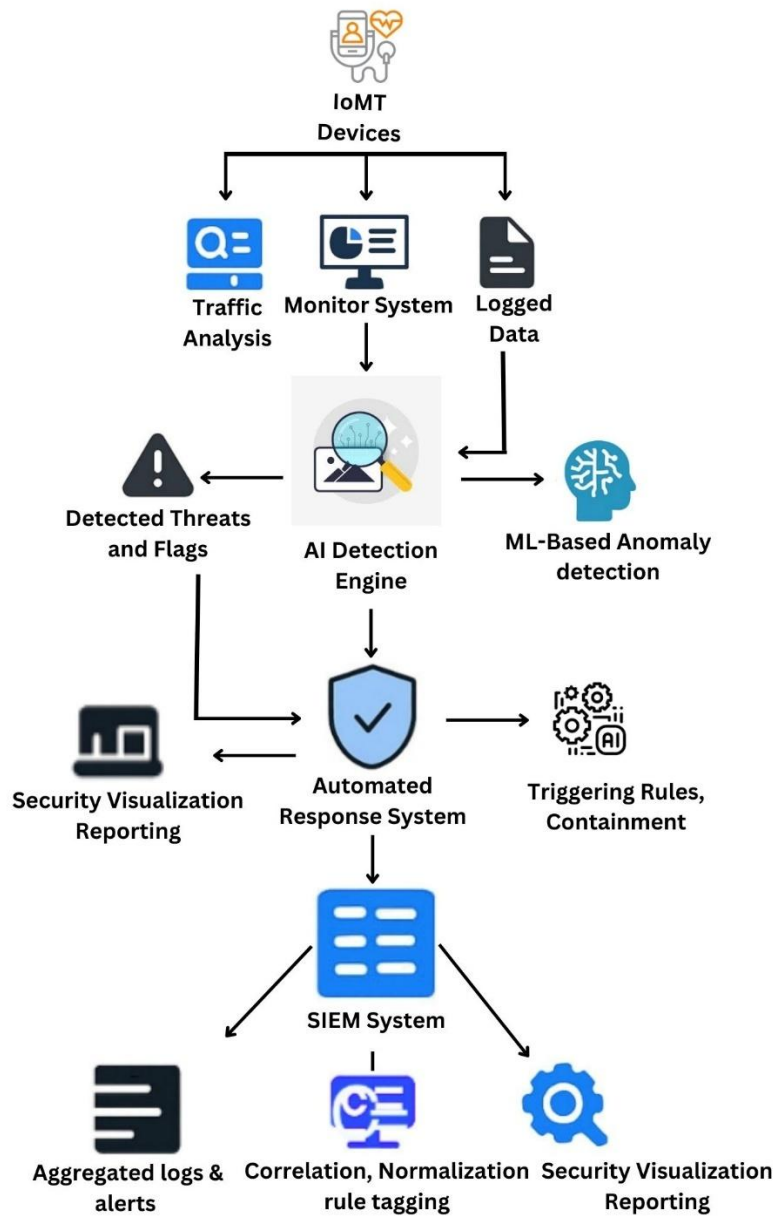 IoMT
Devices
Traffic
Analysis
Monitor System
Logged
Data
Detected Threats
and Flags
AI Detection
Engine
ML-Based Anomaly
detection
Security Visualization
Reporting
Automated
Response System
AI
Triggering Rules,
Containment
SIEM System
Aggregated logs &
alerts
Correlation, Normalization
rule tagging
Security Visualization
Reporting